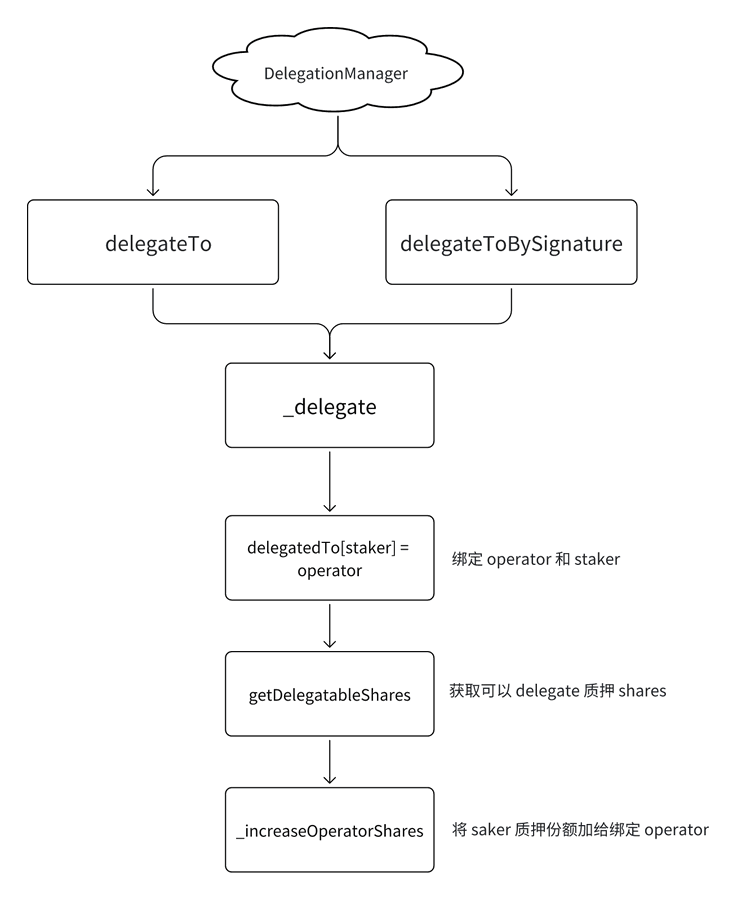 DelegationManager
delegateTo
delegateToBySignature
_delegate
delegatedTo[staker] =
operator
绑定 operator 和 staker
getDelegatableShares
获取可以 delegate 质押 shares
_increaseOperatorShares
将 saker 质押份额加给绑定 operator